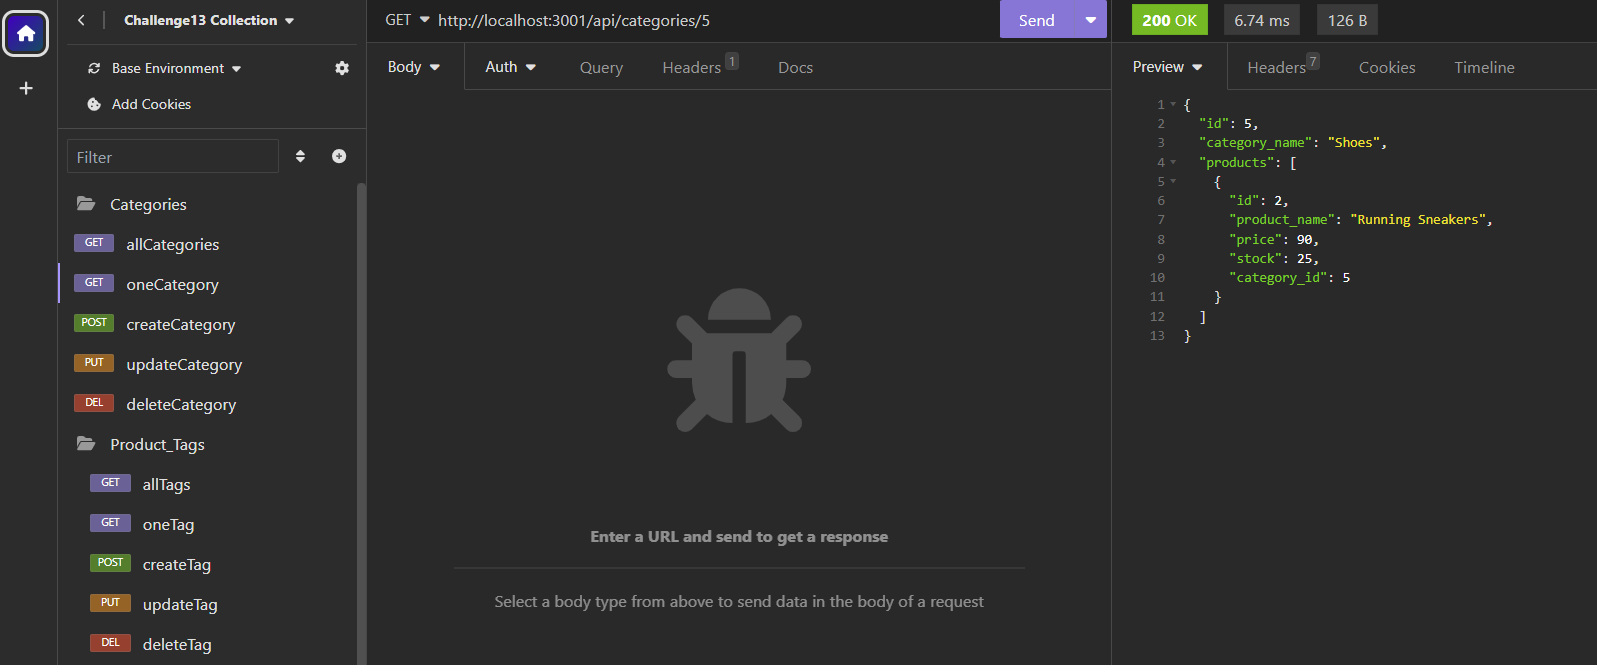 Challenge13 Collection
Base Environment
Add Cookies
Filter
Categories
GET allCategories
GET oneCategory
POST createCategory
PUT updateCategory
DEL deleteCategory
Product_Tags
GET allTags
GET oneTag
POST createTag
PUT updateTag
DEL deleteTag
GET http://localhost:3001/api/categories/5 Send
Body Auth Query Headers 1 Docs
Enter a URL and send to get a response
Select a body type from above to send data in the body of a request
200 OK 6.74 ms 126 B
Preview Headers 7 Cookies Timeline
1 {
2 "id": 5,
3 "category_name": "Shoes",
4 "products": [
5 {
6 "id": 2,
7 "product_name": "Running Sneakers",
8 "price": 90,
9 "stock": 25,
10 "category_id": 5
11 }
12 ]
13 }